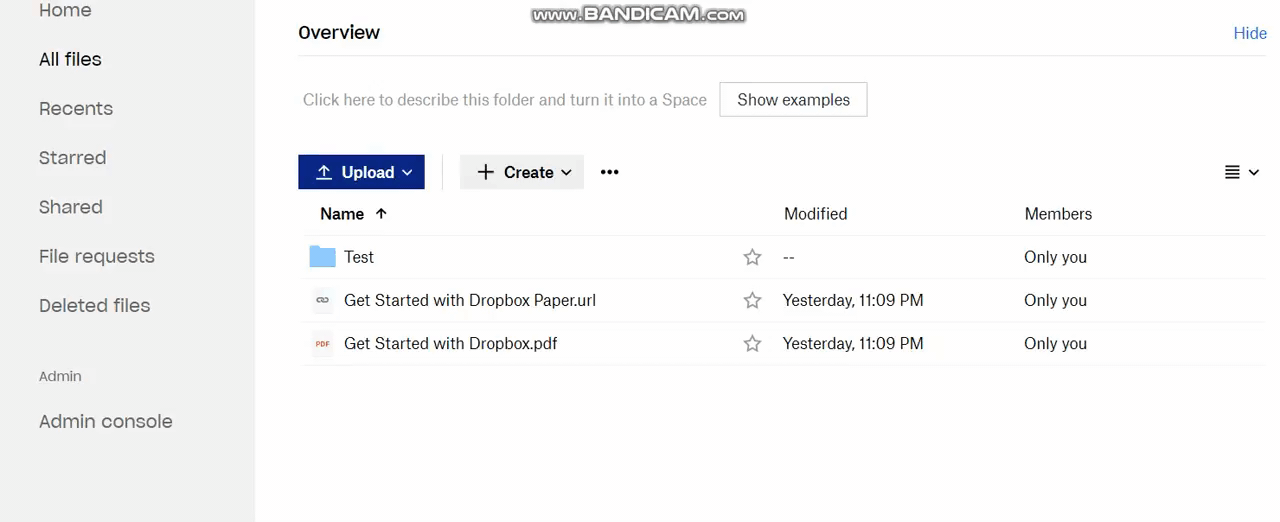 www.BANDICAM.com
Home
All files
Recents
Starred
Shared
File requests
Deleted files
Admin
Admin console
Overview
Hide
Click here to describe this folder and turn it into a Space
Show examples
Upload
Create
Name Modified Members
Test -- Only you
Get Started with Dropbox Paper.url Yesterday, 11:09 PM Only you
PDF Get Started with Dropbox.pdf Yesterday, 11:09 PM Only you